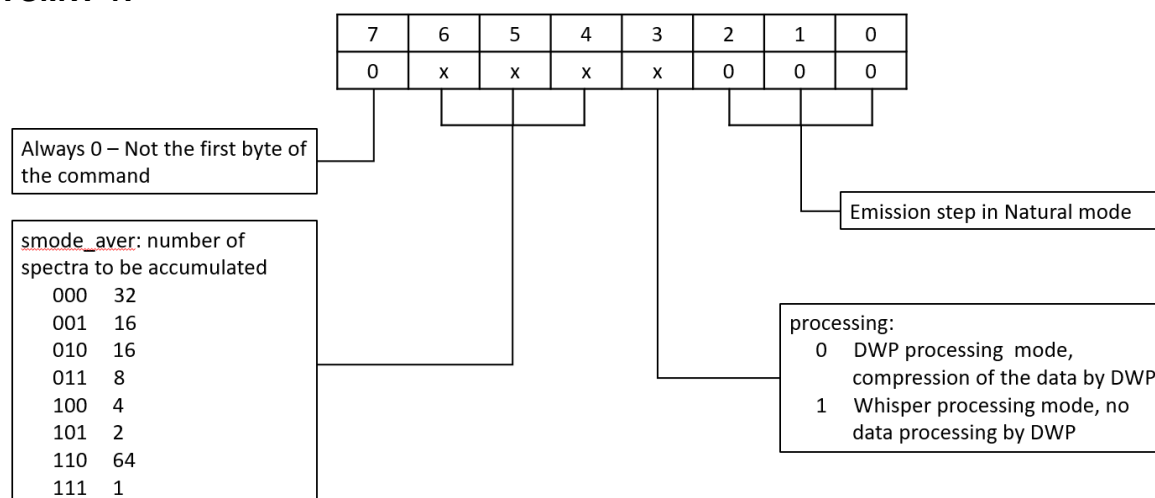 7 6 5 4 3 2 1 0
0 x x x x 0 0 0
Always 0 – Not the first byte of
the command
Emission step in Natural mode
smode_aver: number of
spectra to be accumulated
000 32
001 16
010 16
011 8
100 4
101 2
110 64
111 1
processing:
0 DWP processing mode,
compression of the data by DWP
1 Whisper processing mode, no
data processing by DWP